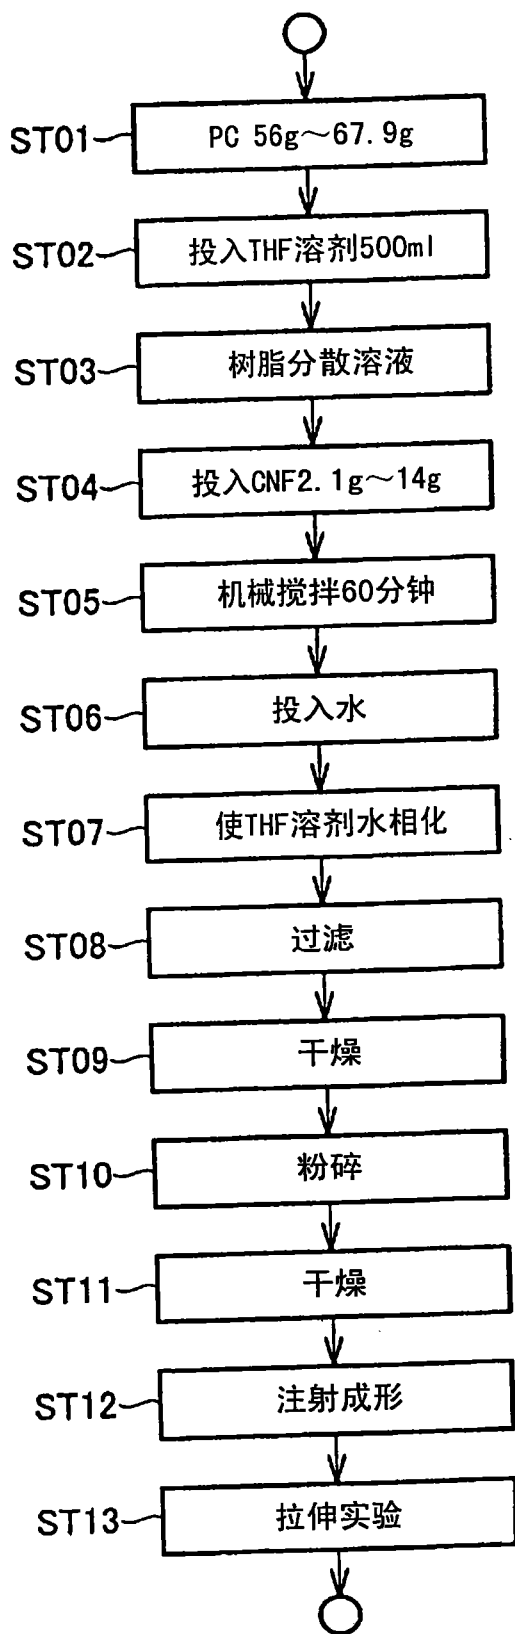 ST01 PC 56g～67.9g
ST02 投入THF溶剂500ml
ST03 树脂分散溶液
ST04 投入CNF2.1g～14g
ST05 机械搅拌60分钟
ST06 投入水
ST07 使THF溶剂水相化
ST08 过滤
ST09 干燥
ST10 粉碎
ST11 干燥
ST12 注射成形
ST13 拉伸实验